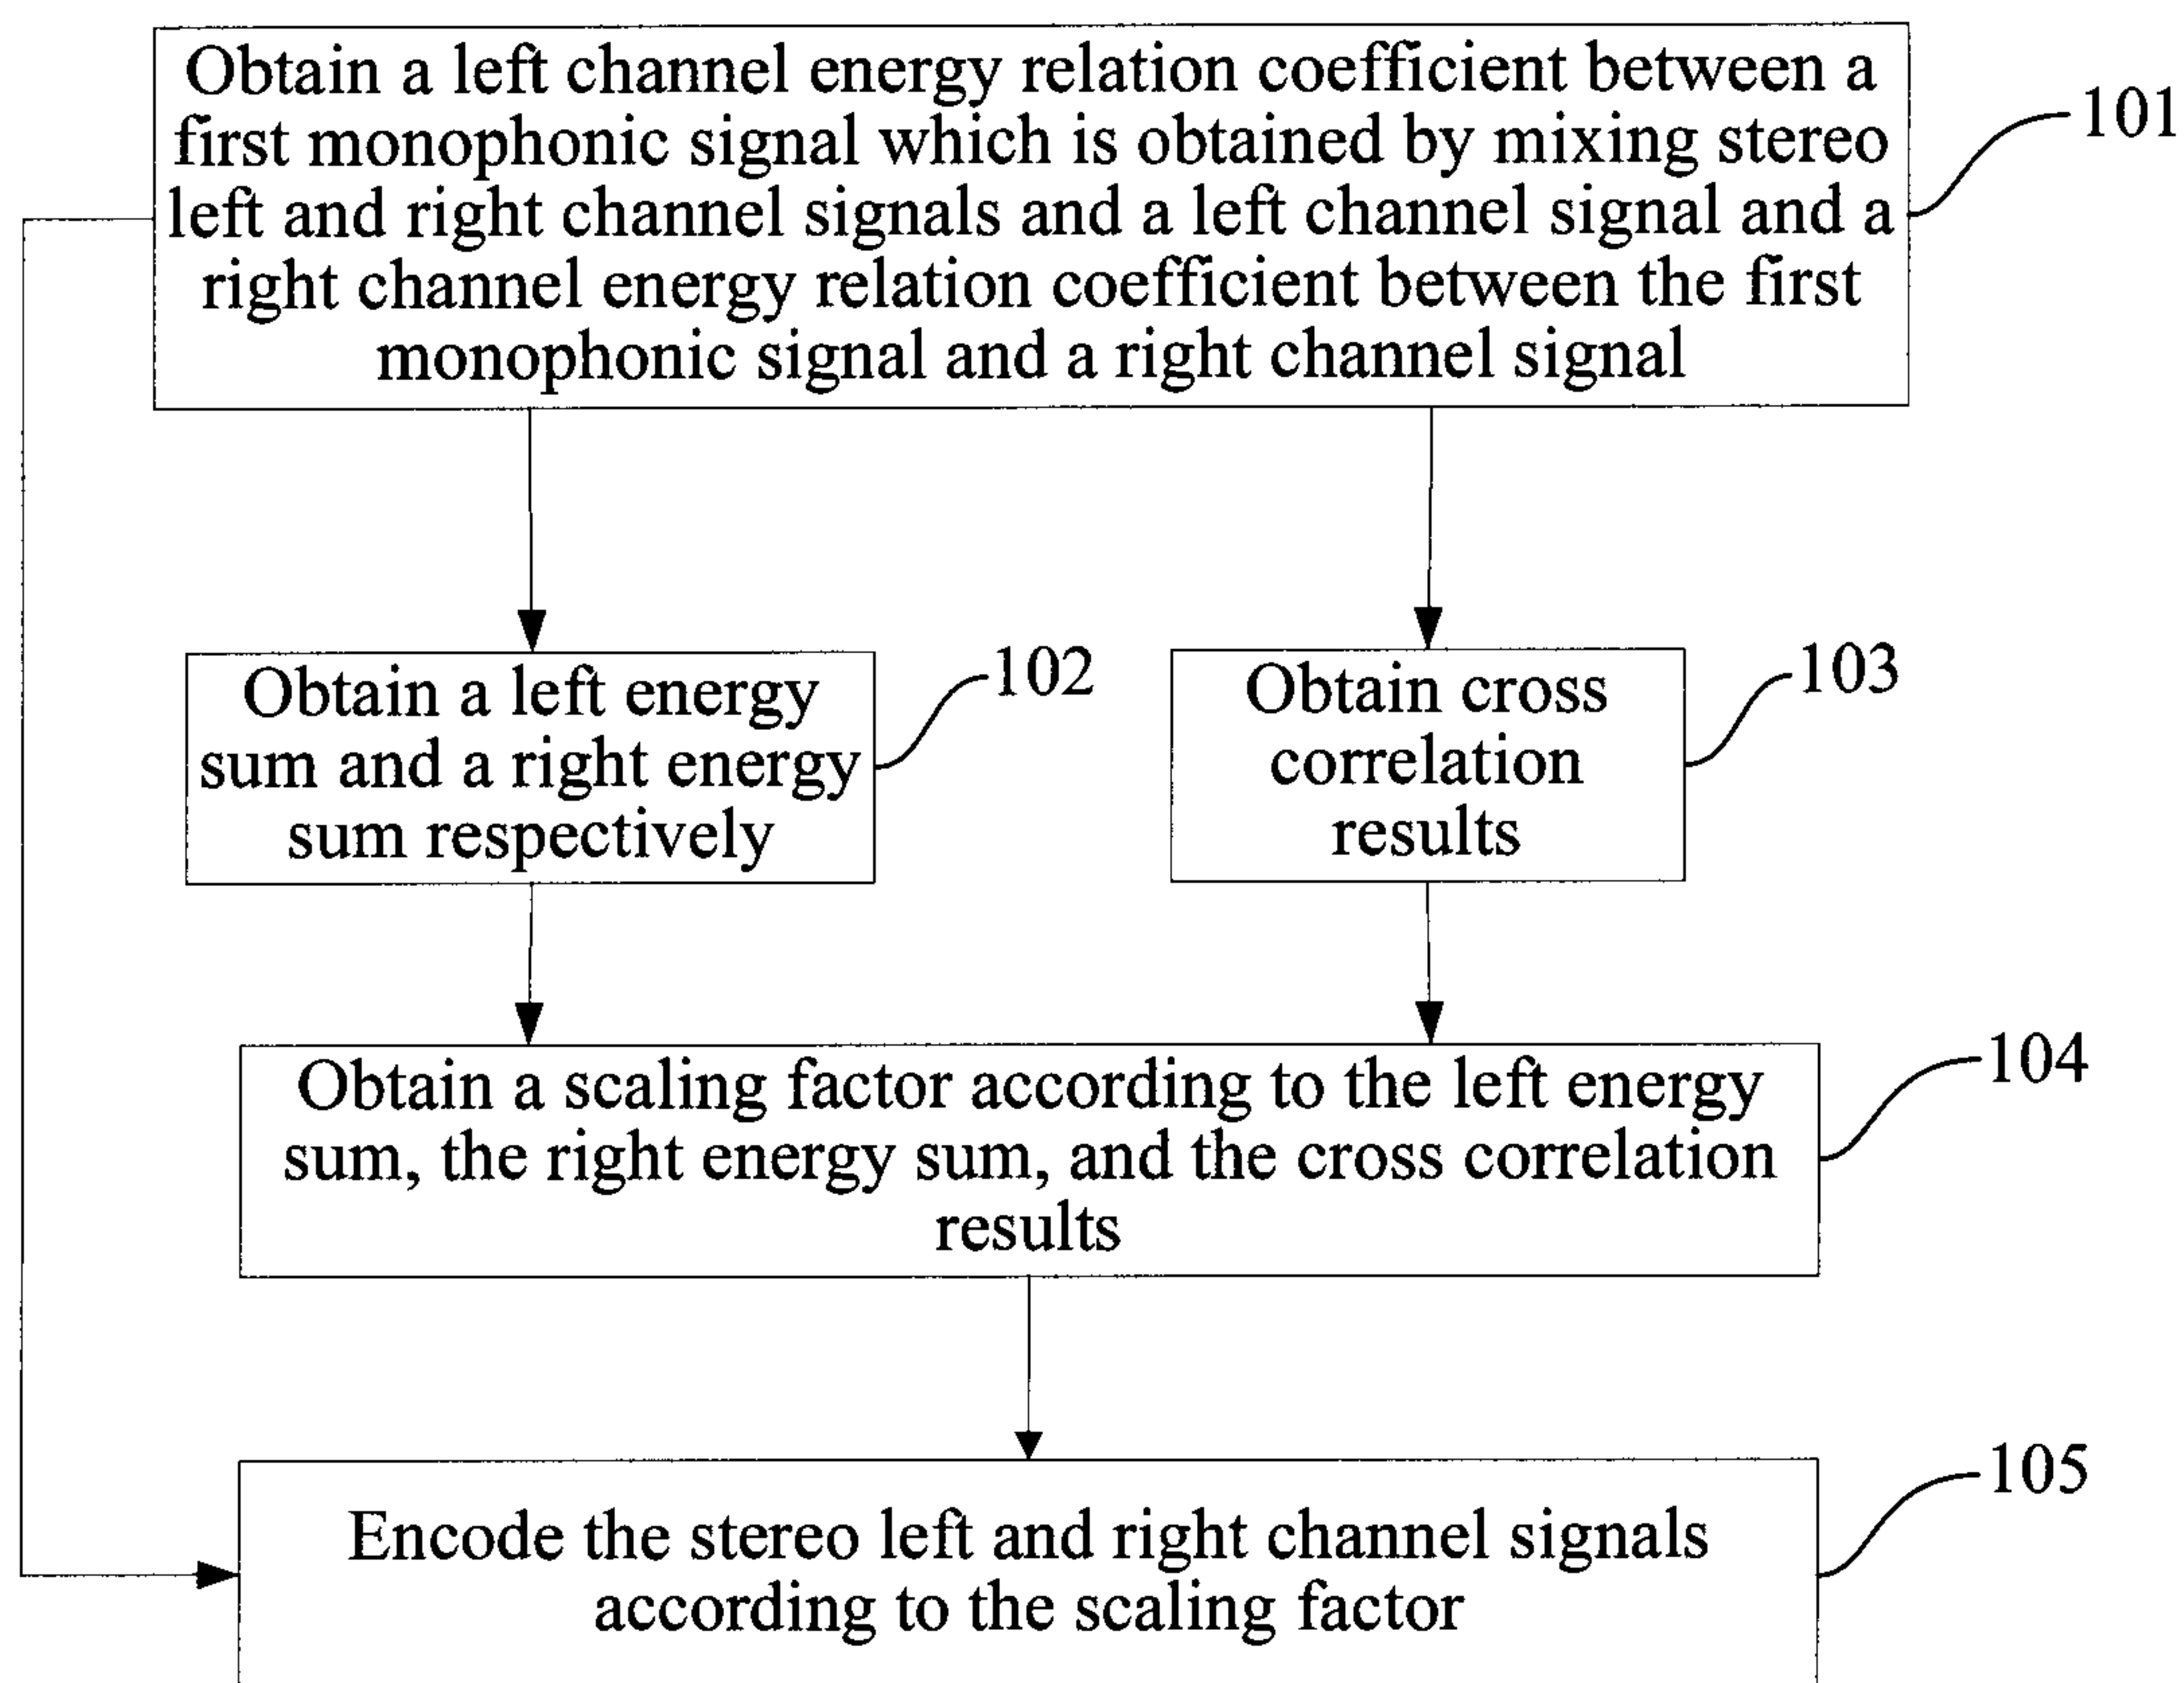 Obtain a left channel energy relation coefficient between a
first monophonic signal which is obtained by mixing stereo
left and right channel signals and a left channel signal and a
right channel energy relation coefficient between the first
monophonic signal and a right channel signal
101
Obtain a left energy
sum and a right energy
sum respectively
102
Obtain cross
correlation
results
103
Obtain a scaling factor according to the left energy
sum, the right energy sum, and the cross correlation
results
104
Encode the stereo left and right channel signals
according to the scaling factor
105